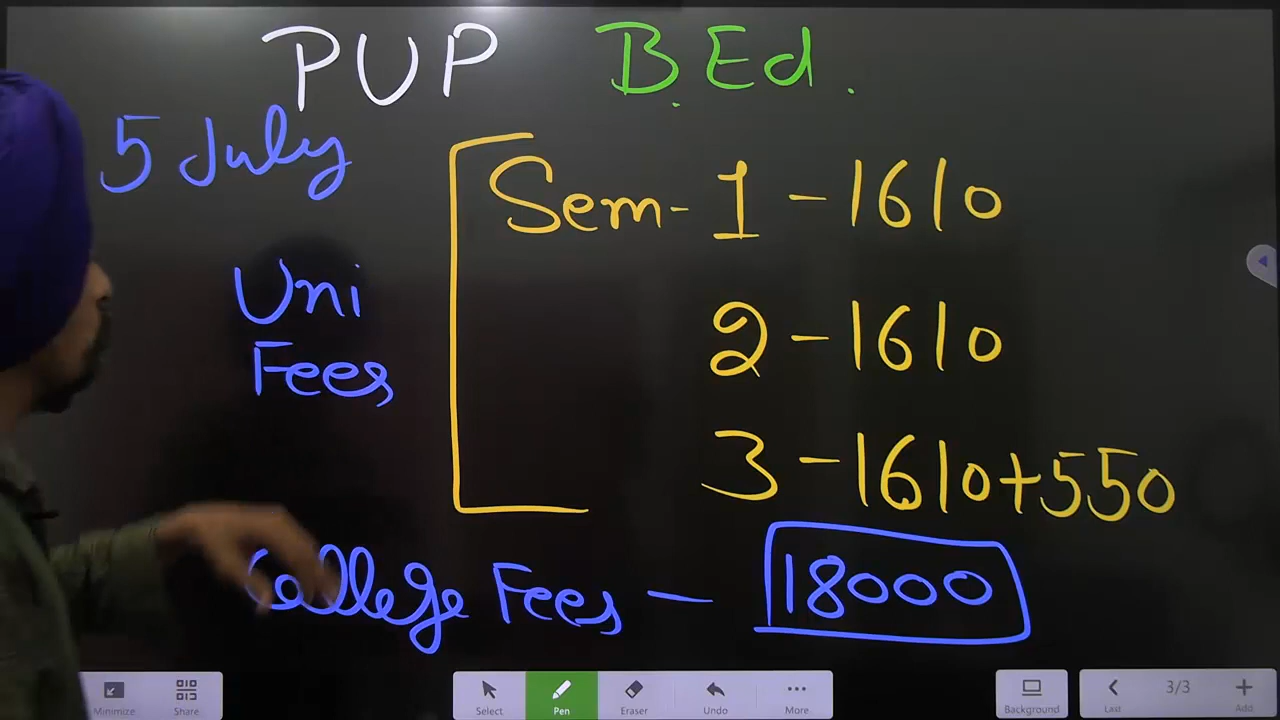 PUP B.Ed.
5 July
Sem - 1 - 1610
Uni
Fees
2 - 1610
3 - 1610+550
College Fees - 18000
Minimize Share Select Pen Eraser Undo More Background Last 3/3 Add